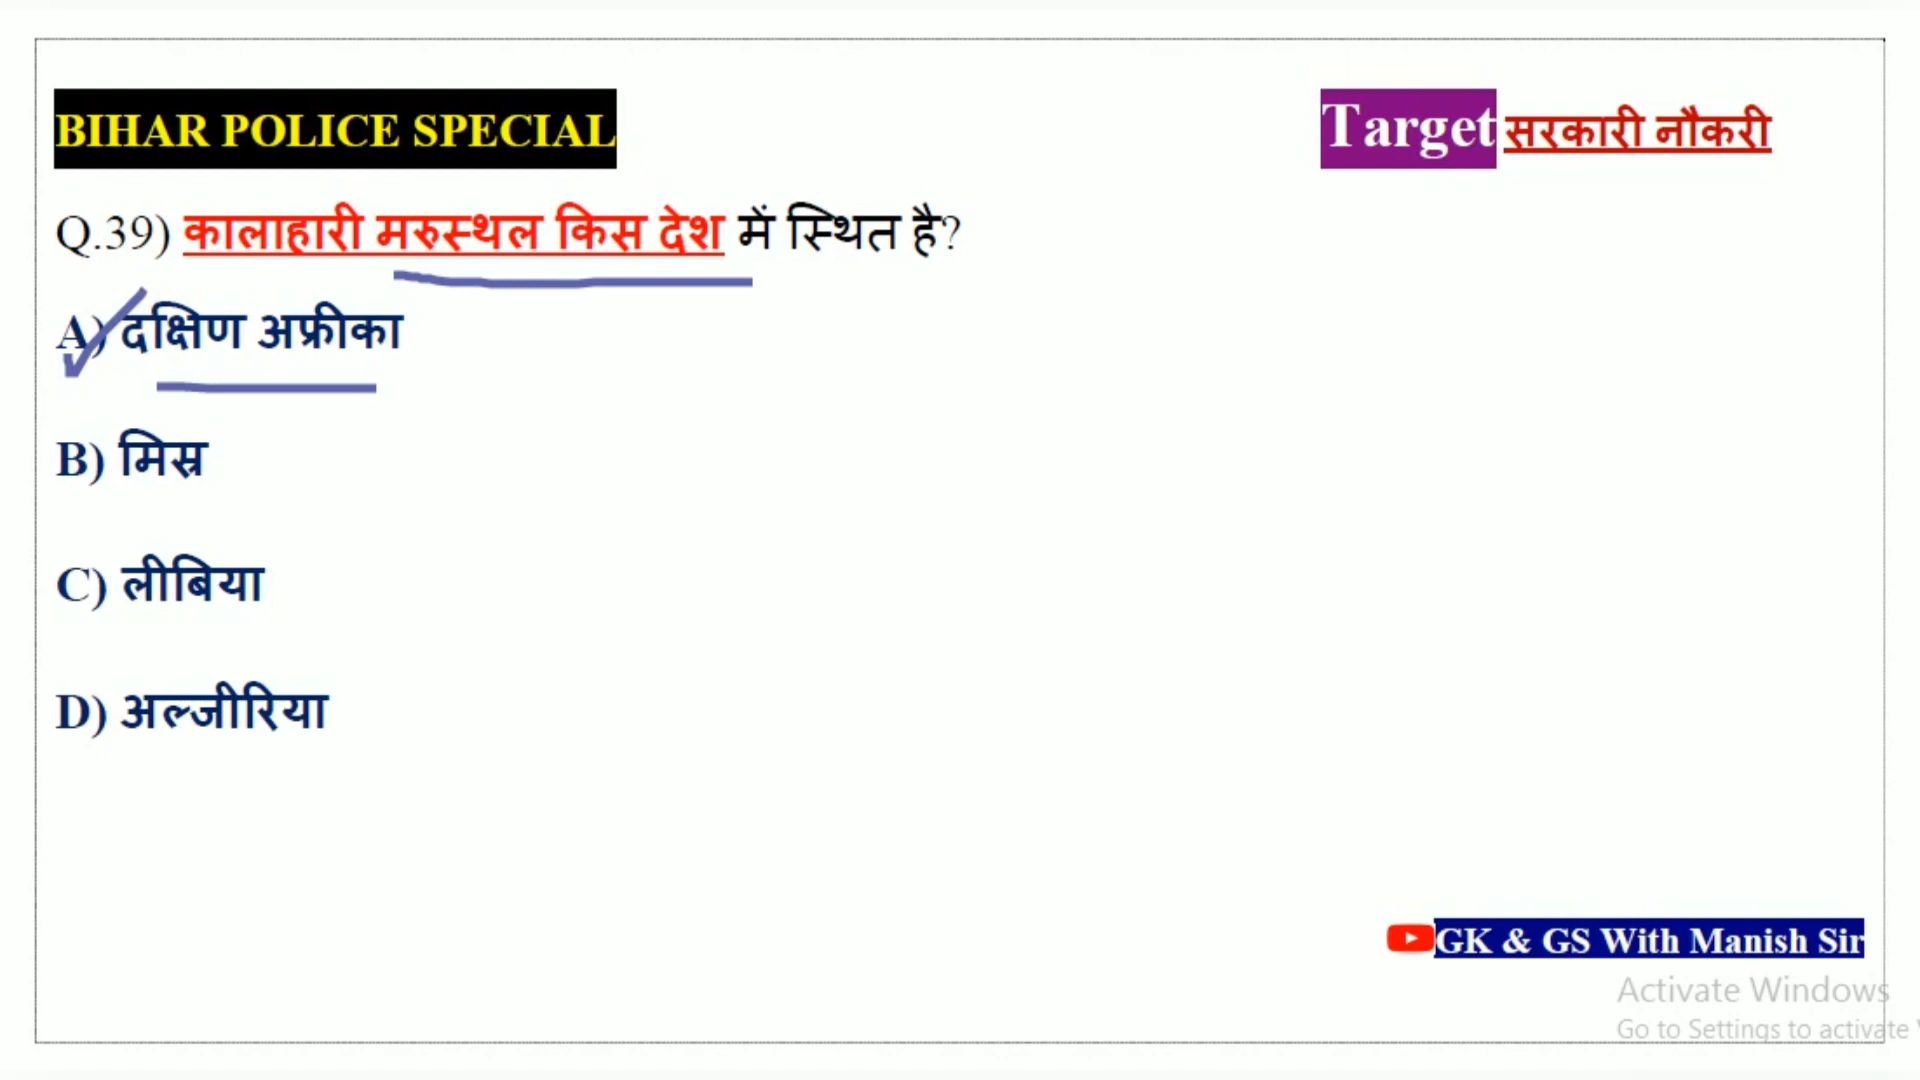 BIHAR POLICE SPECIAL
Target सरकारी नौकरी
Q.39) कालाहारी मरुस्थल किस देश में स्थित है?
A) दक्षिण अफ्रीका
B) मिस्र
C) लीबिया
D) अल्जीरिया
GK & GS With Manish Sir
Activate Windows
Go to Settings to activate